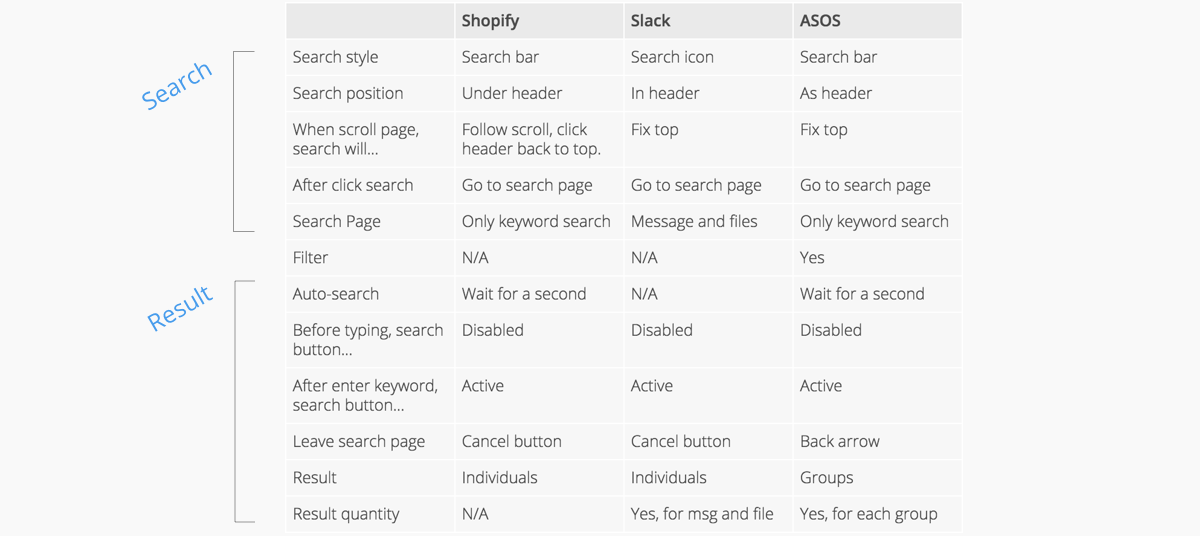 Shopify Slack ASOS
Search
Search style Search bar Search icon Search bar
Search position Under header In header As header
When scroll page, Follow scroll, click Fix top Fix top
search will... header back to top.
After click search Go to search page Go to search page Go to search page
Search Page Only keyword search Message and files Only keyword search
Filter N/A N/A Yes
Result
Auto-search Wait for a second N/A Wait for a second
Before typing, search Disabled Disabled Disabled
button...
After enter keyword, Active Active Active
search button...
Leave search page Cancel button Cancel button Back arrow
Result Individuals Individuals Groups
Result quantity N/A Yes, for msg and file Yes, for each group